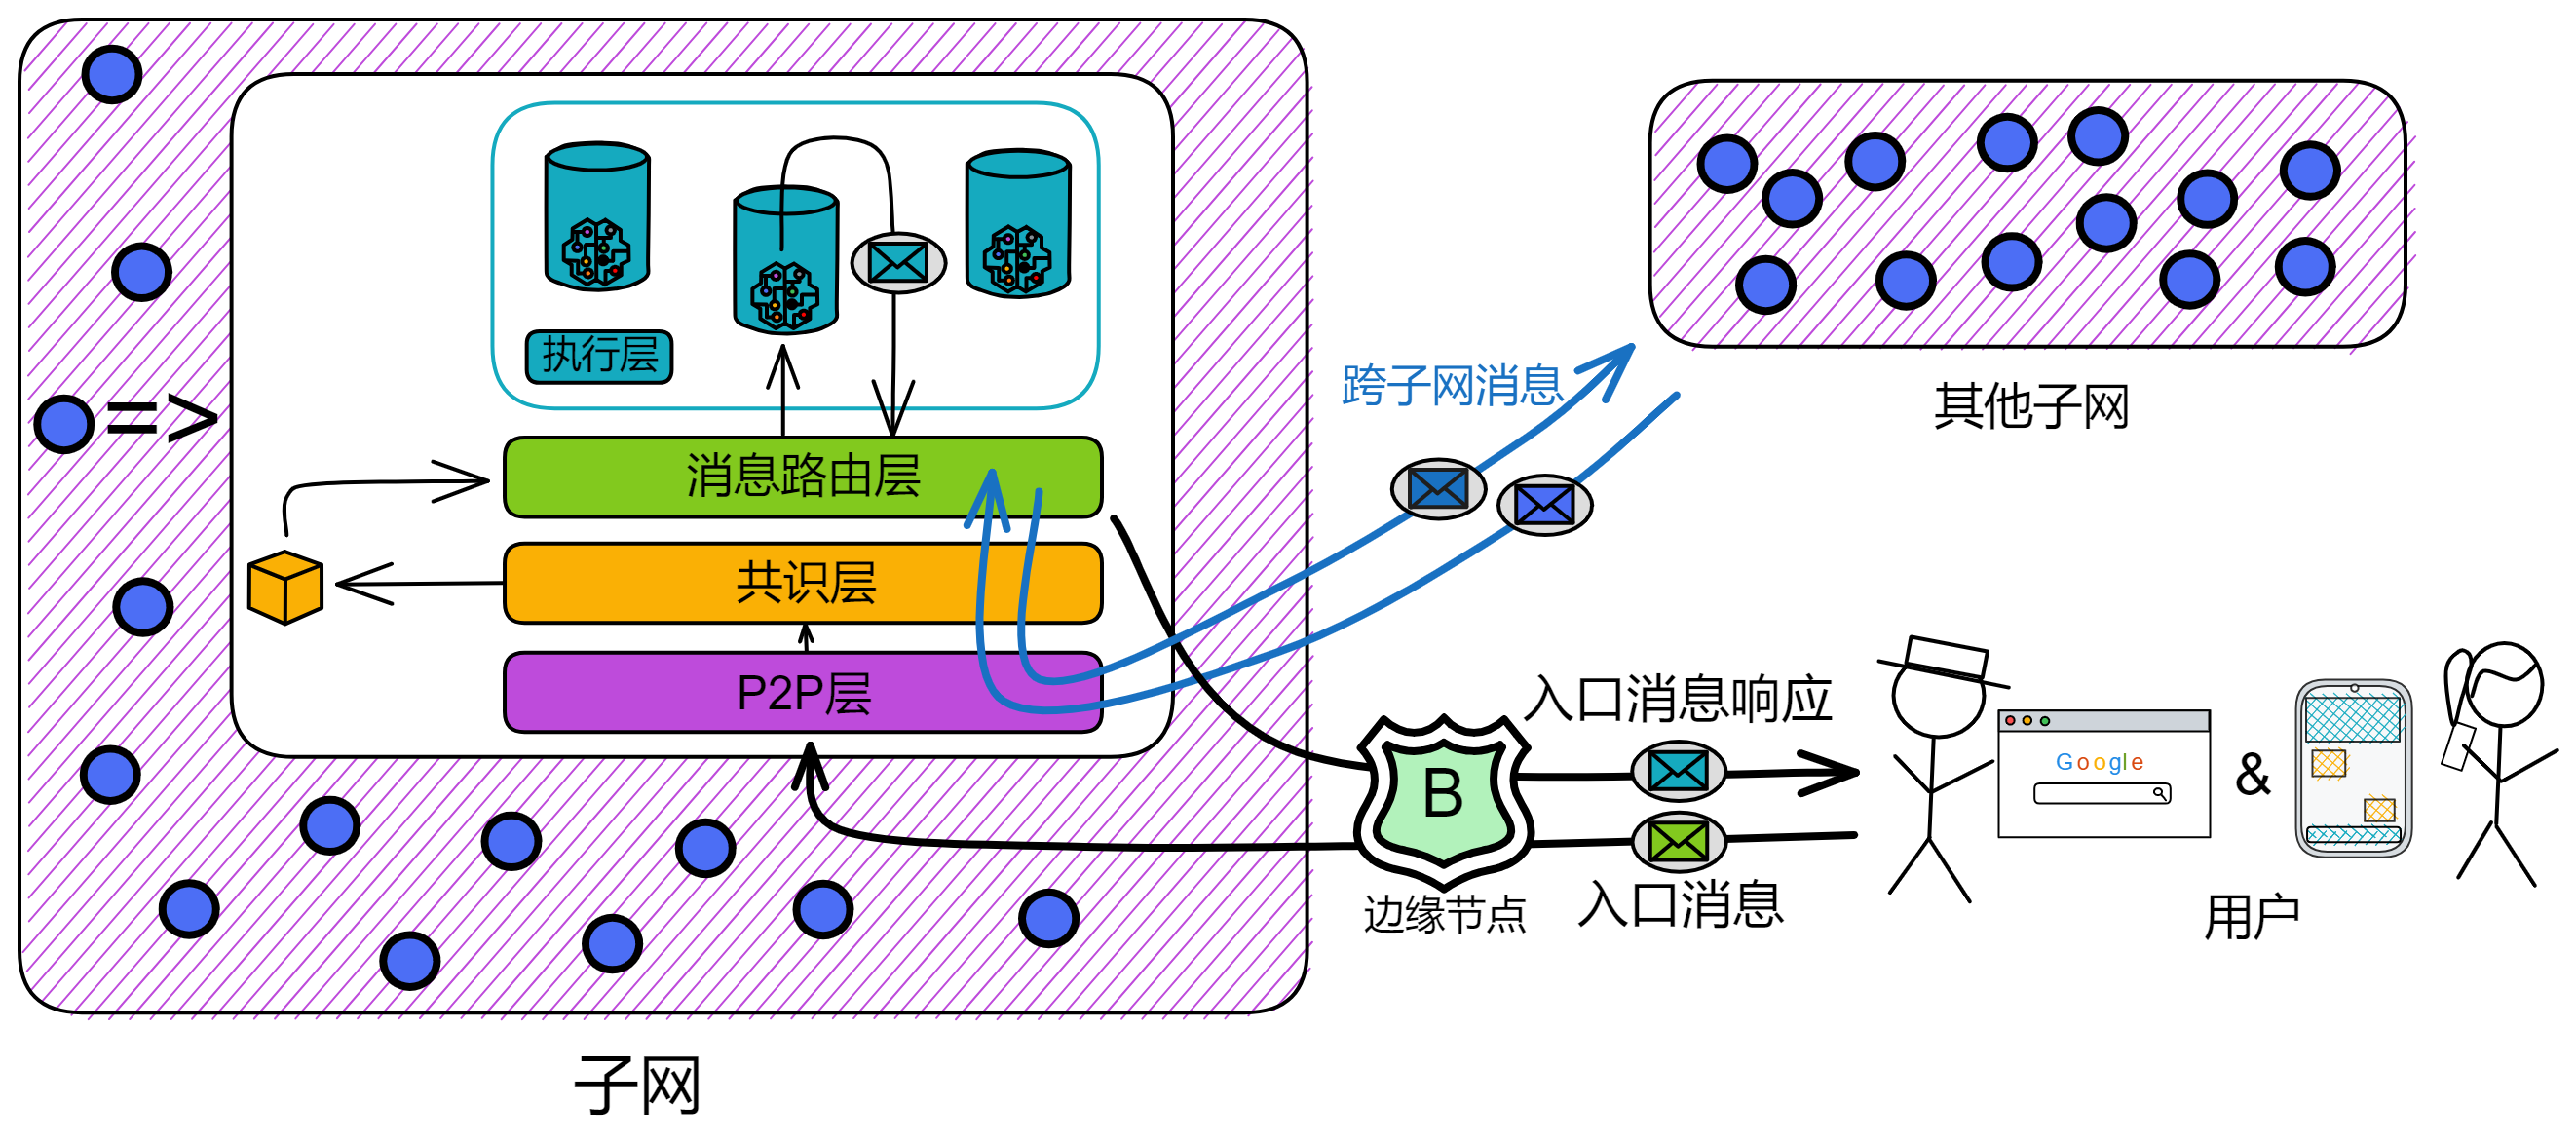 执行层
=>
消息路由层
共识层
P2P层
子网
跨子网消息
其他子网
入口消息响应
B
边缘节点
入口消息
Google
&
用户